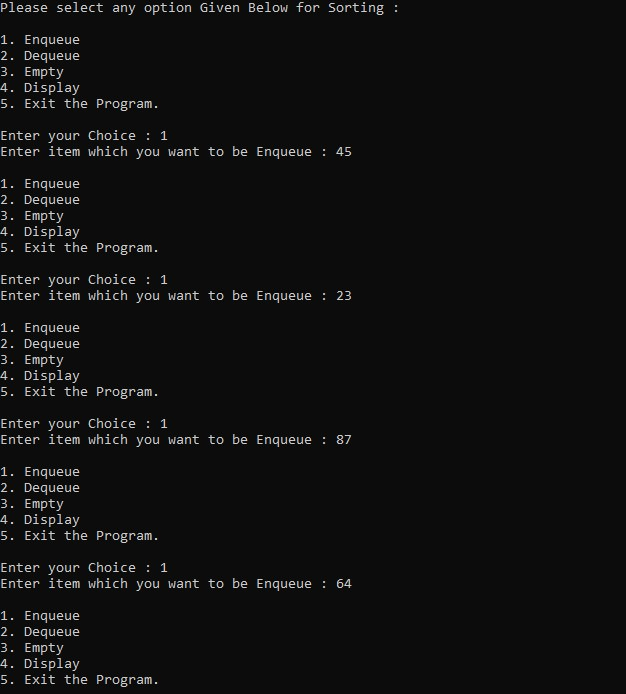 Please select any option Given Below for Sorting :
1. Enqueue
2. Dequeue
3. Empty
4. Display
5. Exit the Program.
Enter your Choice : 1
Enter item which you want to be Enqueue : 45
1. Enqueue
2. Dequeue
3. Empty
4. Display
5. Exit the Program.
Enter your Choice : 1
Enter item which you want to be Enqueue : 23
1. Enqueue
2. Dequeue
3. Empty
4. Display
5. Exit the Program.
Enter your Choice : 1
Enter item which you want to be Enqueue : 87
1. Enqueue
2. Dequeue
3. Empty
4. Display
5. Exit the Program.
Enter your Choice : 1
Enter item which you want to be Enqueue : 64
1. Enqueue
2. Dequeue
3. Empty
4. Display
5. Exit the Program.